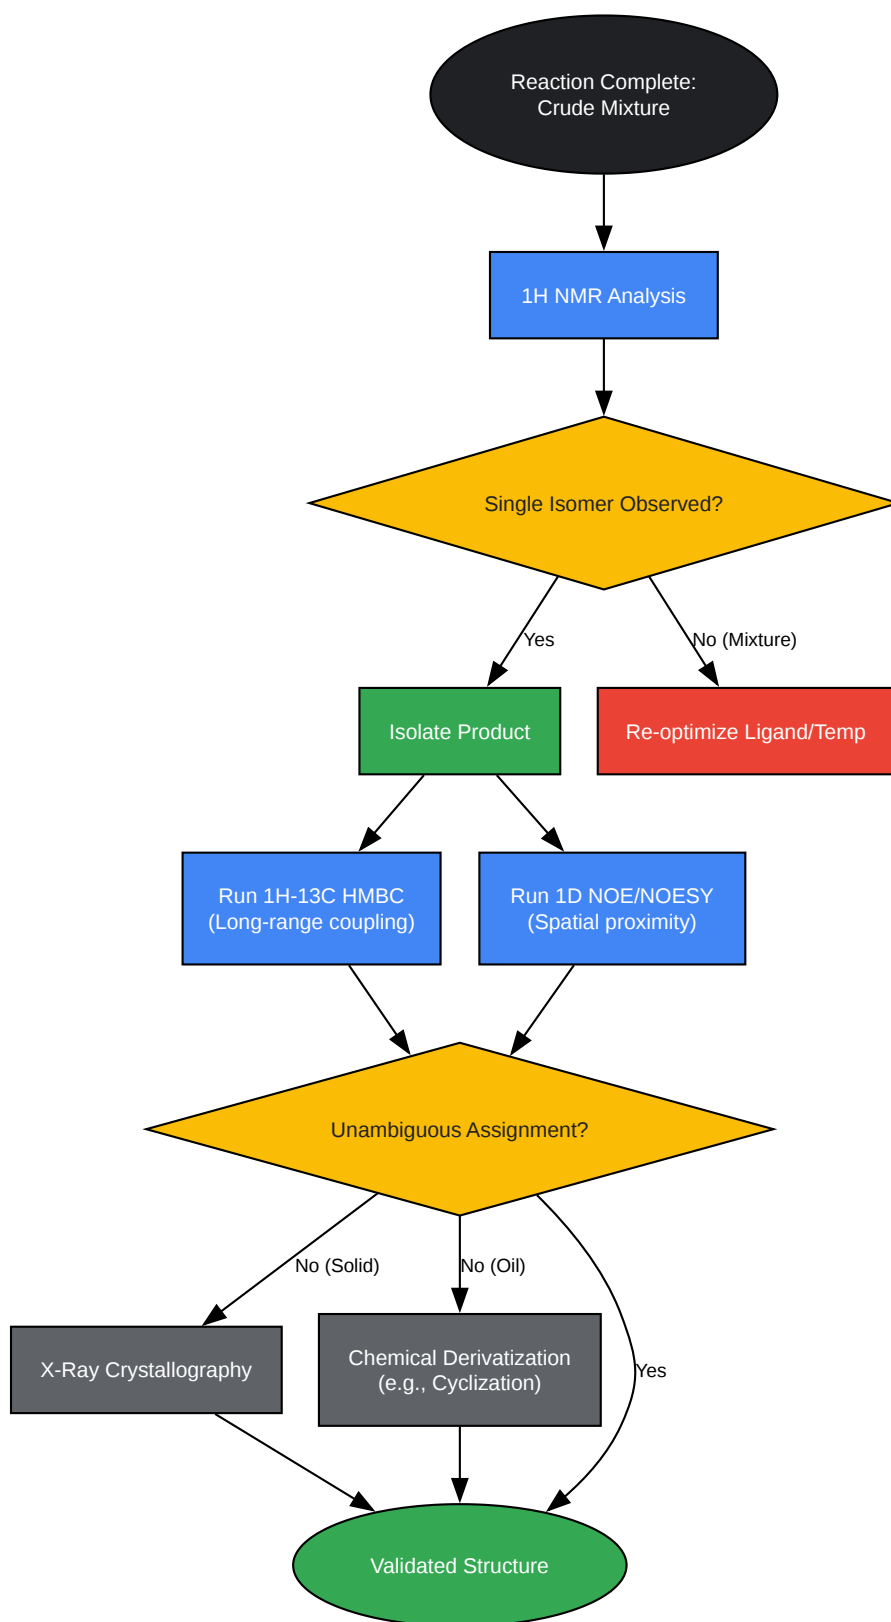 Reaction Complete:
Crude Mixture
1H NMR Analysis
Single Isomer Observed?
Yes
No (Mixture)
Isolate Product
Re-optimize Ligand/Temp
Run 1H-13C HMBC
(Long-range coupling)
Run 1D NOE/NOESY
(Spatial proximity)
Unambiguous Assignment?
No (Solid)
No (Oil)
Yes
X-Ray Crystallography
Chemical Derivatization
(e.g., Cyclization)
Validated Structure